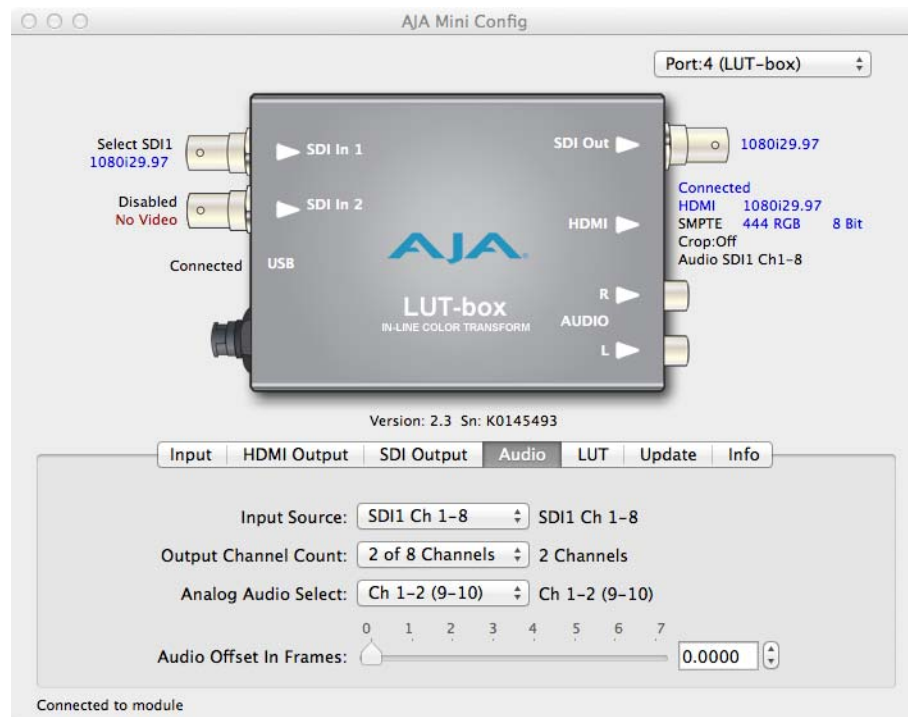 AJA Mini Config
Port:4 (LUT-box)
Select SDI1
1080i29.97
SDI In 1
SDI Out
1080i29.97
Disabled
No Video
SDI In 2
Connected
HDMI 1080i29.97
SMPTE 444 RGB 8 Bit
Crop:Off
Audio SDI1 Ch1-8
HDMI
Connected
USB
AJA
LUT-box
IN-LINE COLOR TRANSFORM
R
AUDIO
L
Version: 2.3 Sn: K0145493
Input HDMI Output SDI Output Audio LUT Update Info
Input Source: SDI1 Ch 1-8 SDI1 Ch 1-8
Output Channel Count: 2 of 8 Channels 2 Channels
Analog Audio Select: Ch 1-2 (9-10) Ch 1-2 (9-10)
0 1 2 3 4 5 6 7
Audio Offset In Frames: 0.0000
Connected to module